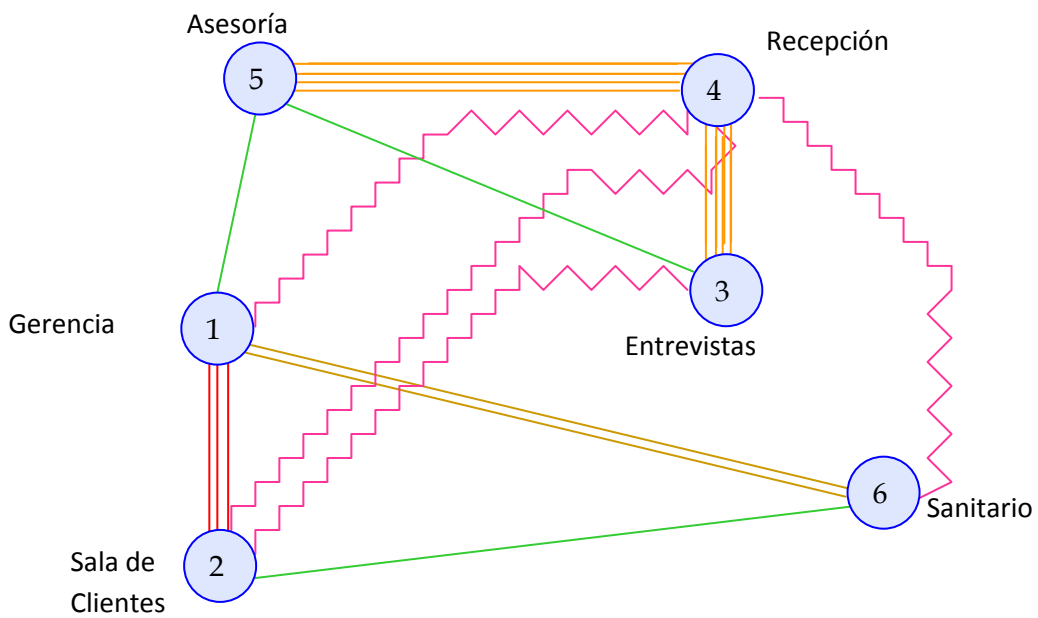 Asesoría
Recepción
5
4
3
Gerencia
1
Entrevistas
6
Sanitario
Sala de
2
Clientes